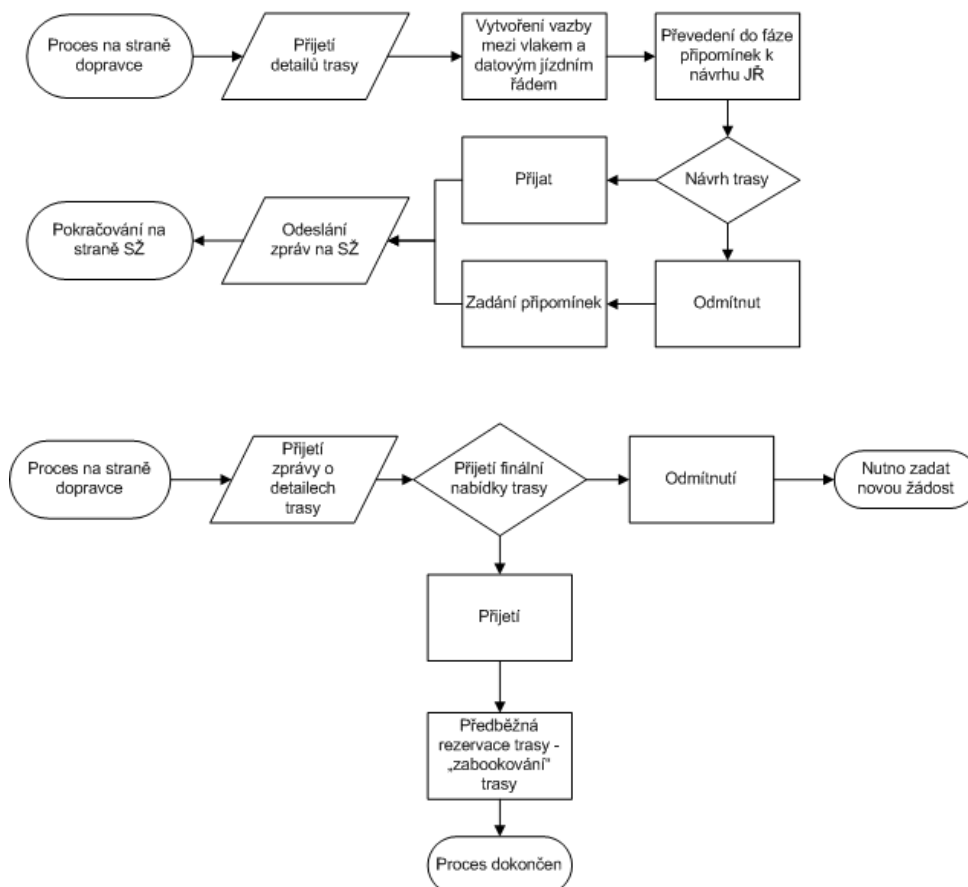 Proces na straně
dopravce
Přijetí
detailů trasy
Vytvoření vazby
mezi vlakem a
datovým jízdním
řádem
Převedení do fáze
připomínek k
návrhu JŘ
Návrh trasy
Přijat
Odeslání
zpráv na SŽ
Pokračování na
straně SŽ
Odmítnut
Zadání připomínek
Proces na straně
dopravce
Přijetí
zprávy o
detailech
trasy
Přijetí finální
nabídky trasy
Odmítnutí
Nutno zadat
novou žádost
Přijetí
Předběžná
rezervace trasy -
„zabookování"
trasy
Proces dokončen